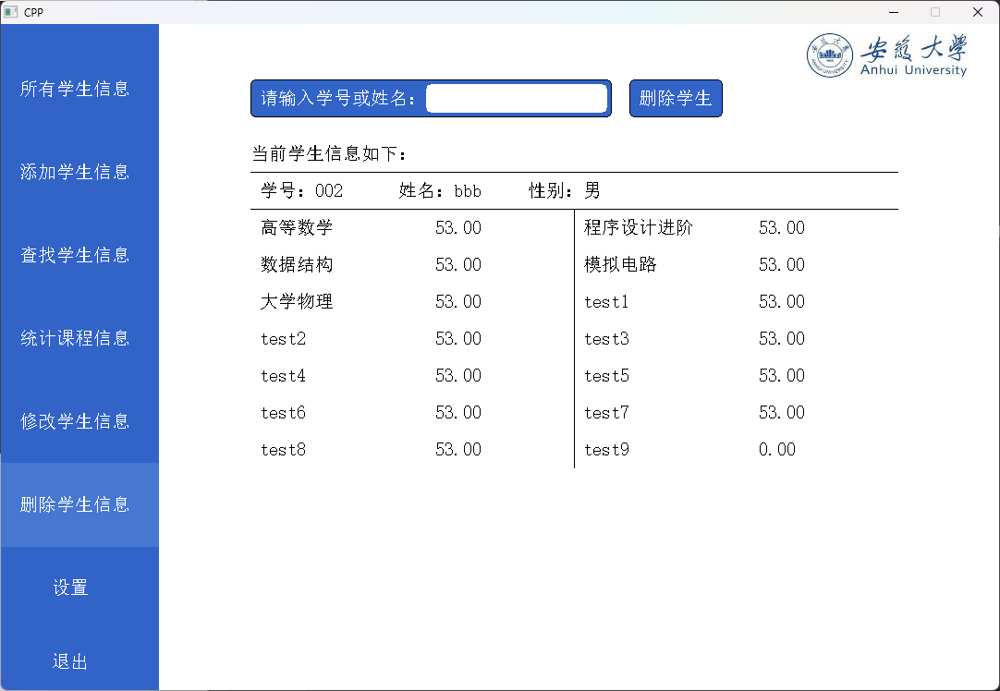 CPP
安徽大学
Anhui University
所有学生信息
添加学生信息
查找学生信息
统计课程信息
修改学生信息
删除学生信息
设置
退出
请输入学号或姓名：
删除学生
当前学生信息如下：
学号：002 姓名：bbb 性别：男
高等数学 53.00 程序设计进阶 53.00
数据结构 53.00 模拟电路 53.00
大学物理 53.00 test1 53.00
test2 53.00 test3 53.00
test4 53.00 test5 53.00
test6 53.00 test7 53.00
test8 53.00 test9 0.00